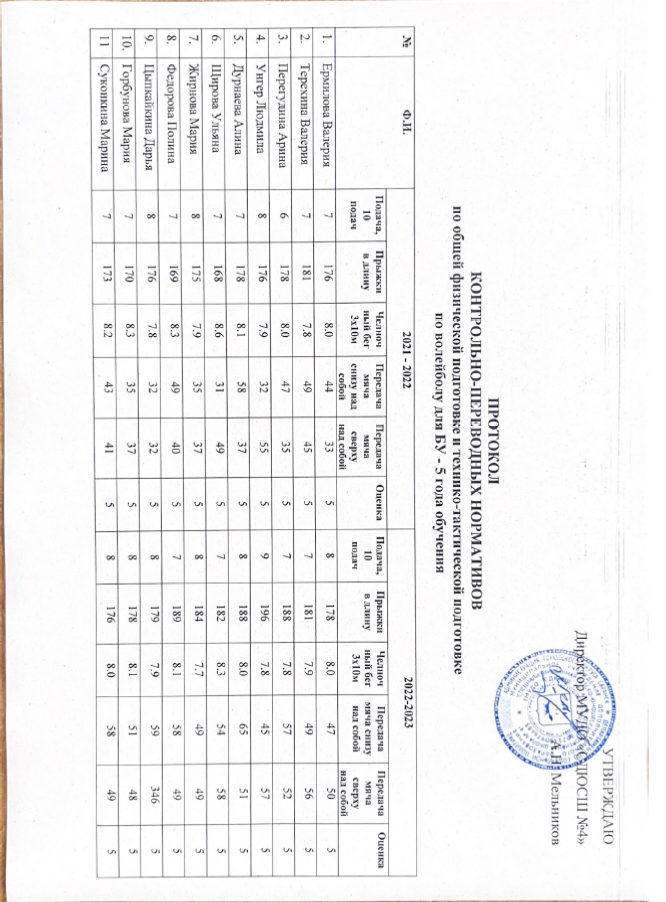 УТВЕРЖДАЮ
Директор МУДО «СДЮСШ №4»
А.Н. Мельников
ПРОТОКОЛ
КОНТРОЛЬНО-ПЕРЕВОДНЫХ НОРМАТИВОВ
по общей физической подготовке и технико-тактической подготовке
по волейболу для БУ - 5 года обучения
№ Ф.И. 2021 - 2022 2022-2023
Подача, 10 подач Прыжки в длину Челноч ный бег 3х10м Передача мяча снизу над собой Передача мяча сверху над собой Оценка Подача, 10 подач Прыжки в длину Челноч ный бег 3х10м Передача мяча снизу над собой Передача мяча сверху над собой Оценка
1. Ермилова Валерия 7 176 8.0 44 33 5 8 178 8.0 47 50 5
2. Терехина Валерия 7 181 7.8 49 45 5 7 181 7.9 49 56 5
3. Перегудина Арина 6 178 8.0 47 35 5 7 188 7.8 57 52 5
4. Унгер Людмила 8 176 7.9 32 55 5 9 196 7.8 45 57 5
5. Дурнаева Алина 7 178 8.1 58 37 5 8 188 8.0 65 51 5
6. Щирова Ульяна 7 168 8.6 31 49 5 7 182 8.3 54 58 5
7. Жирнова Мария 8 175 7.9 35 37 5 8 184 7.7 49 49 5
8. Федорова Полина 7 169 8.3 49 40 5 7 189 8.1 58 49 5
9. Цыпкайкина Дарья 8 176 7.8 32 32 5 8 179 7.9 59 346 5
10. Горбунова Мария 7 170 8.3 35 37 5 8 178 8.1 51 48 5
11 Суконкина Марина 7 173 8.2 43 41 5 8 176 8.0 58 49 5